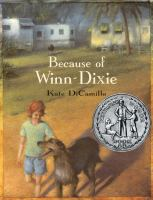 Because of
Winn-Dixie
Kate DiCamillo